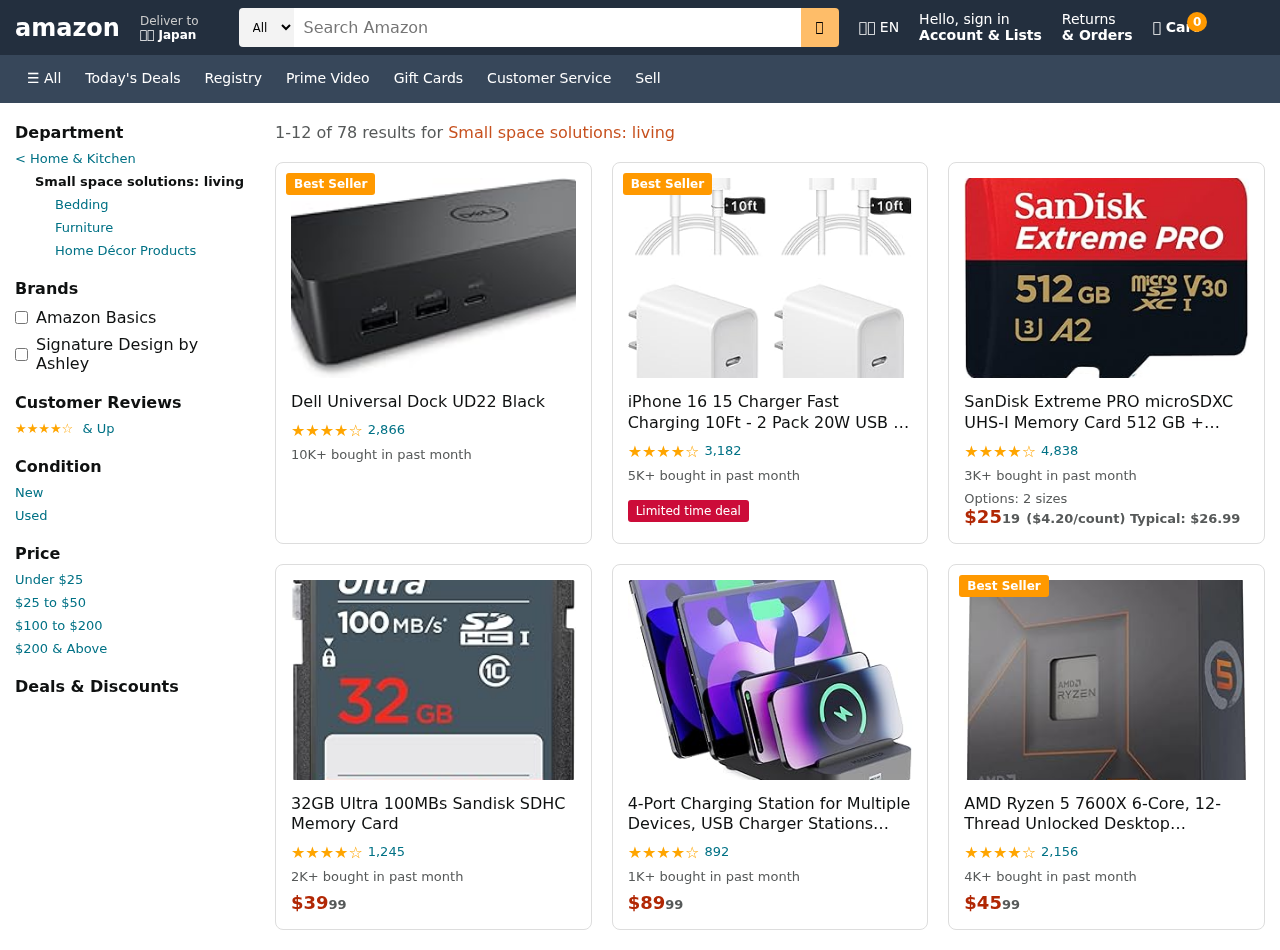 amazon
Deliver to
Japan
All
Search Amazon
EN
Hello, sign in
Account & Lists
Returns
& Orders
0
☰ All
Today's Deals
Registry
Prime Video
Gift Cards
Customer Service
Sell
Department
< Home & Kitchen
Small space solutions: living
Bedding
Furniture
Home Décor Products
Brands
Amazon Basics
Signature Design by
Ashley
Customer Reviews
★★★★☆ & Up
Condition
New
Used
Price
Under $25
$25 to $50
$100 to $200
$200 & Above
Deals & Discounts
1-12 of 78 results for Small space solutions: living
Best Seller
DELL
Dell Universal Dock UD22 Black
★★★★☆ 2,866
10K+ bought in past month
Best Seller
10ft
10ft
iPhone 16 15 Charger Fast
Charging 10Ft - 2 Pack 20W USB ...
★★★★☆ 3,182
5K+ bought in past month
Limited time deal
SanDisk
Extreme PRO
512 GB
micro SD XC I
V30
U3 A2
SanDisk Extreme PRO microSDXC
UHS-I Memory Card 512 GB +...
★★★★☆ 4,838
3K+ bought in past month
Options: 2 sizes
$25 19 ($4.20/count) Typical: $26.99
Ultra
100 MB/s*
SD HC I
10
32 GB
32GB Ultra 100MBs Sandisk SDHC
Memory Card
★★★★☆ 1,245
2K+ bought in past month
$39 99
4-Port Charging Station for Multiple
Devices, USB Charger Stations...
★★★★☆ 892
1K+ bought in past month
$89 99
Best Seller
AMD
RYZEN
5
AMD Ryzen 5 7600X 6-Core, 12-
Thread Unlocked Desktop...
★★★★☆ 2,156
4K+ bought in past month
$45 99